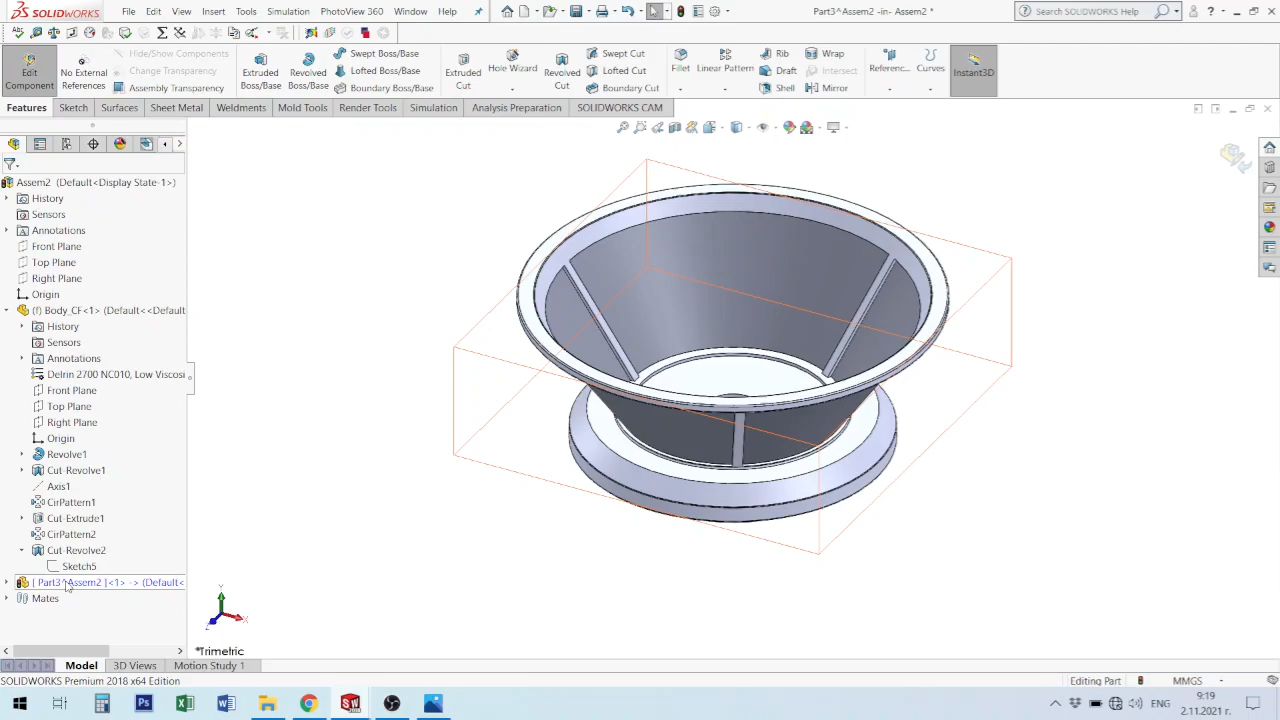 SOLIDWORKS File Edit View Insert Tools Simulation PhotoView 360 Window Help Part3^Assem2 -in- Assem2 * Search SOLIDWORKS Help
Edit Component
No External References
Hide/Show Components
Change Transparency
Assembly Transparency
Extruded Boss/Base
Revolved Boss/Base
Swept Boss/Base
Lofted Boss/Base
Boundary Boss/Base
Extruded Cut
Hole Wizard
Revolved Cut
Swept Cut
Lofted Cut
Boundary Cut
Fillet
Linear Pattern
Rib
Draft
Shell
Wrap
Intersect
Mirror
Referenc...
Curves
Instant3D
Features Sketch Surfaces Sheet Metal Weldments Mold Tools Render Tools Simulation Analysis Preparation SOLIDWORKS CAM
Assem2 (Default<Display State-1>)
History
Sensors
Annotations
Front Plane
Top Plane
Right Plane
Origin
(f) Body_CF<1> (Default<<Default
History
Sensors
Annotations
Delrin 2700 NC010, Low Viscosi
Front Plane
Top Plane
Right Plane
Origin
Revolve1
Cut-Revolve1
Axis1
CirPattern1
Cut-Extrude1
CirPattern2
Cut-Revolve2
Sketch5
[ Part3^Assem2 ]<1> -> (Default<
Mates
Y
X
Z
*Trimetric
Model 3D Views Motion Study 1
SOLIDWORKS Premium 2018 x64 Edition Editing Part MMGS
ENG 9:19
2.11.2021 г.